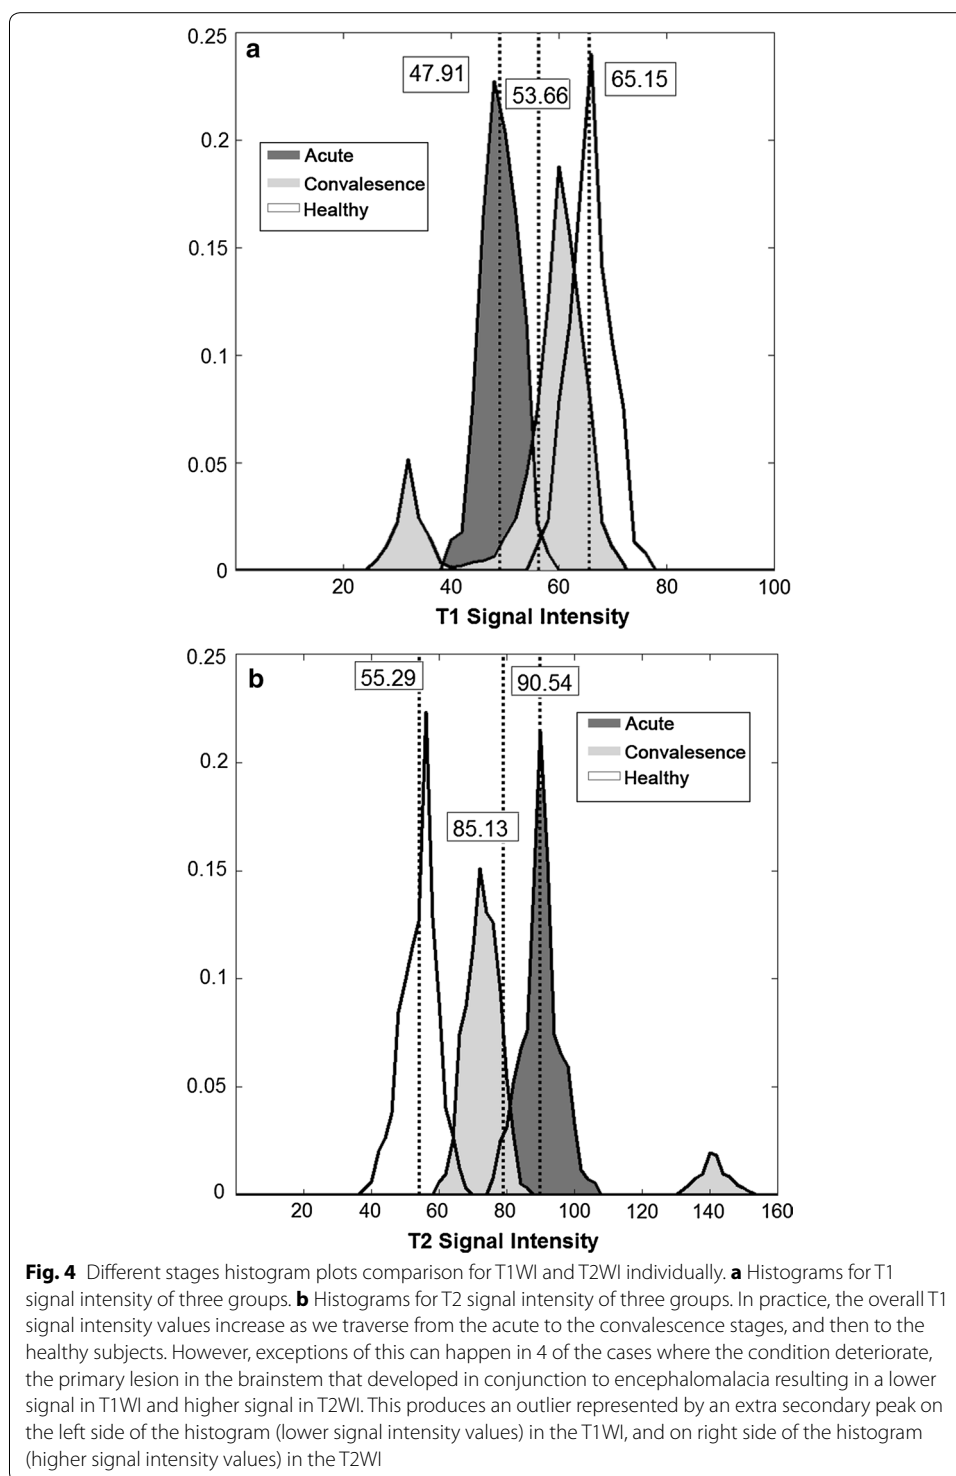 0.25
a
47.91
53.66
65.15
0.2
Acute
Convalesence
Healthy
0.15
0.1
0.05
0
20
40
60
80
100
T1 Signal Intensity
0.25
b
55.29
90.54
Acute
Convalesence
Healthy
0.2
85.13
0.15
0.1
0.05
0
20
40
60
80
100
120
140
160
T2 Signal Intensity
Fig. 4 Different stages histogram plots comparison for T1WI and T2WI individually. a Histograms for T1
signal intensity of three groups. b Histograms for T2 signal intensity of three groups. In practice, the overall T1
signal intensity values increase as we traverse from the acute to the convalescence stages, and then to the
healthy subjects. However, exceptions of this can happen in 4 of the cases where the condition deteriorate,
the primary lesion in the brainstem that developed in conjunction to encephalomalacia resulting in a lower
signal in T1WI and higher signal in T2WI. This produces an outlier represented by an extra secondary peak on
the left side of the histogram (lower signal intensity values) in the T1WI, and on right side of the histogram
(higher signal intensity values) in the T2WI